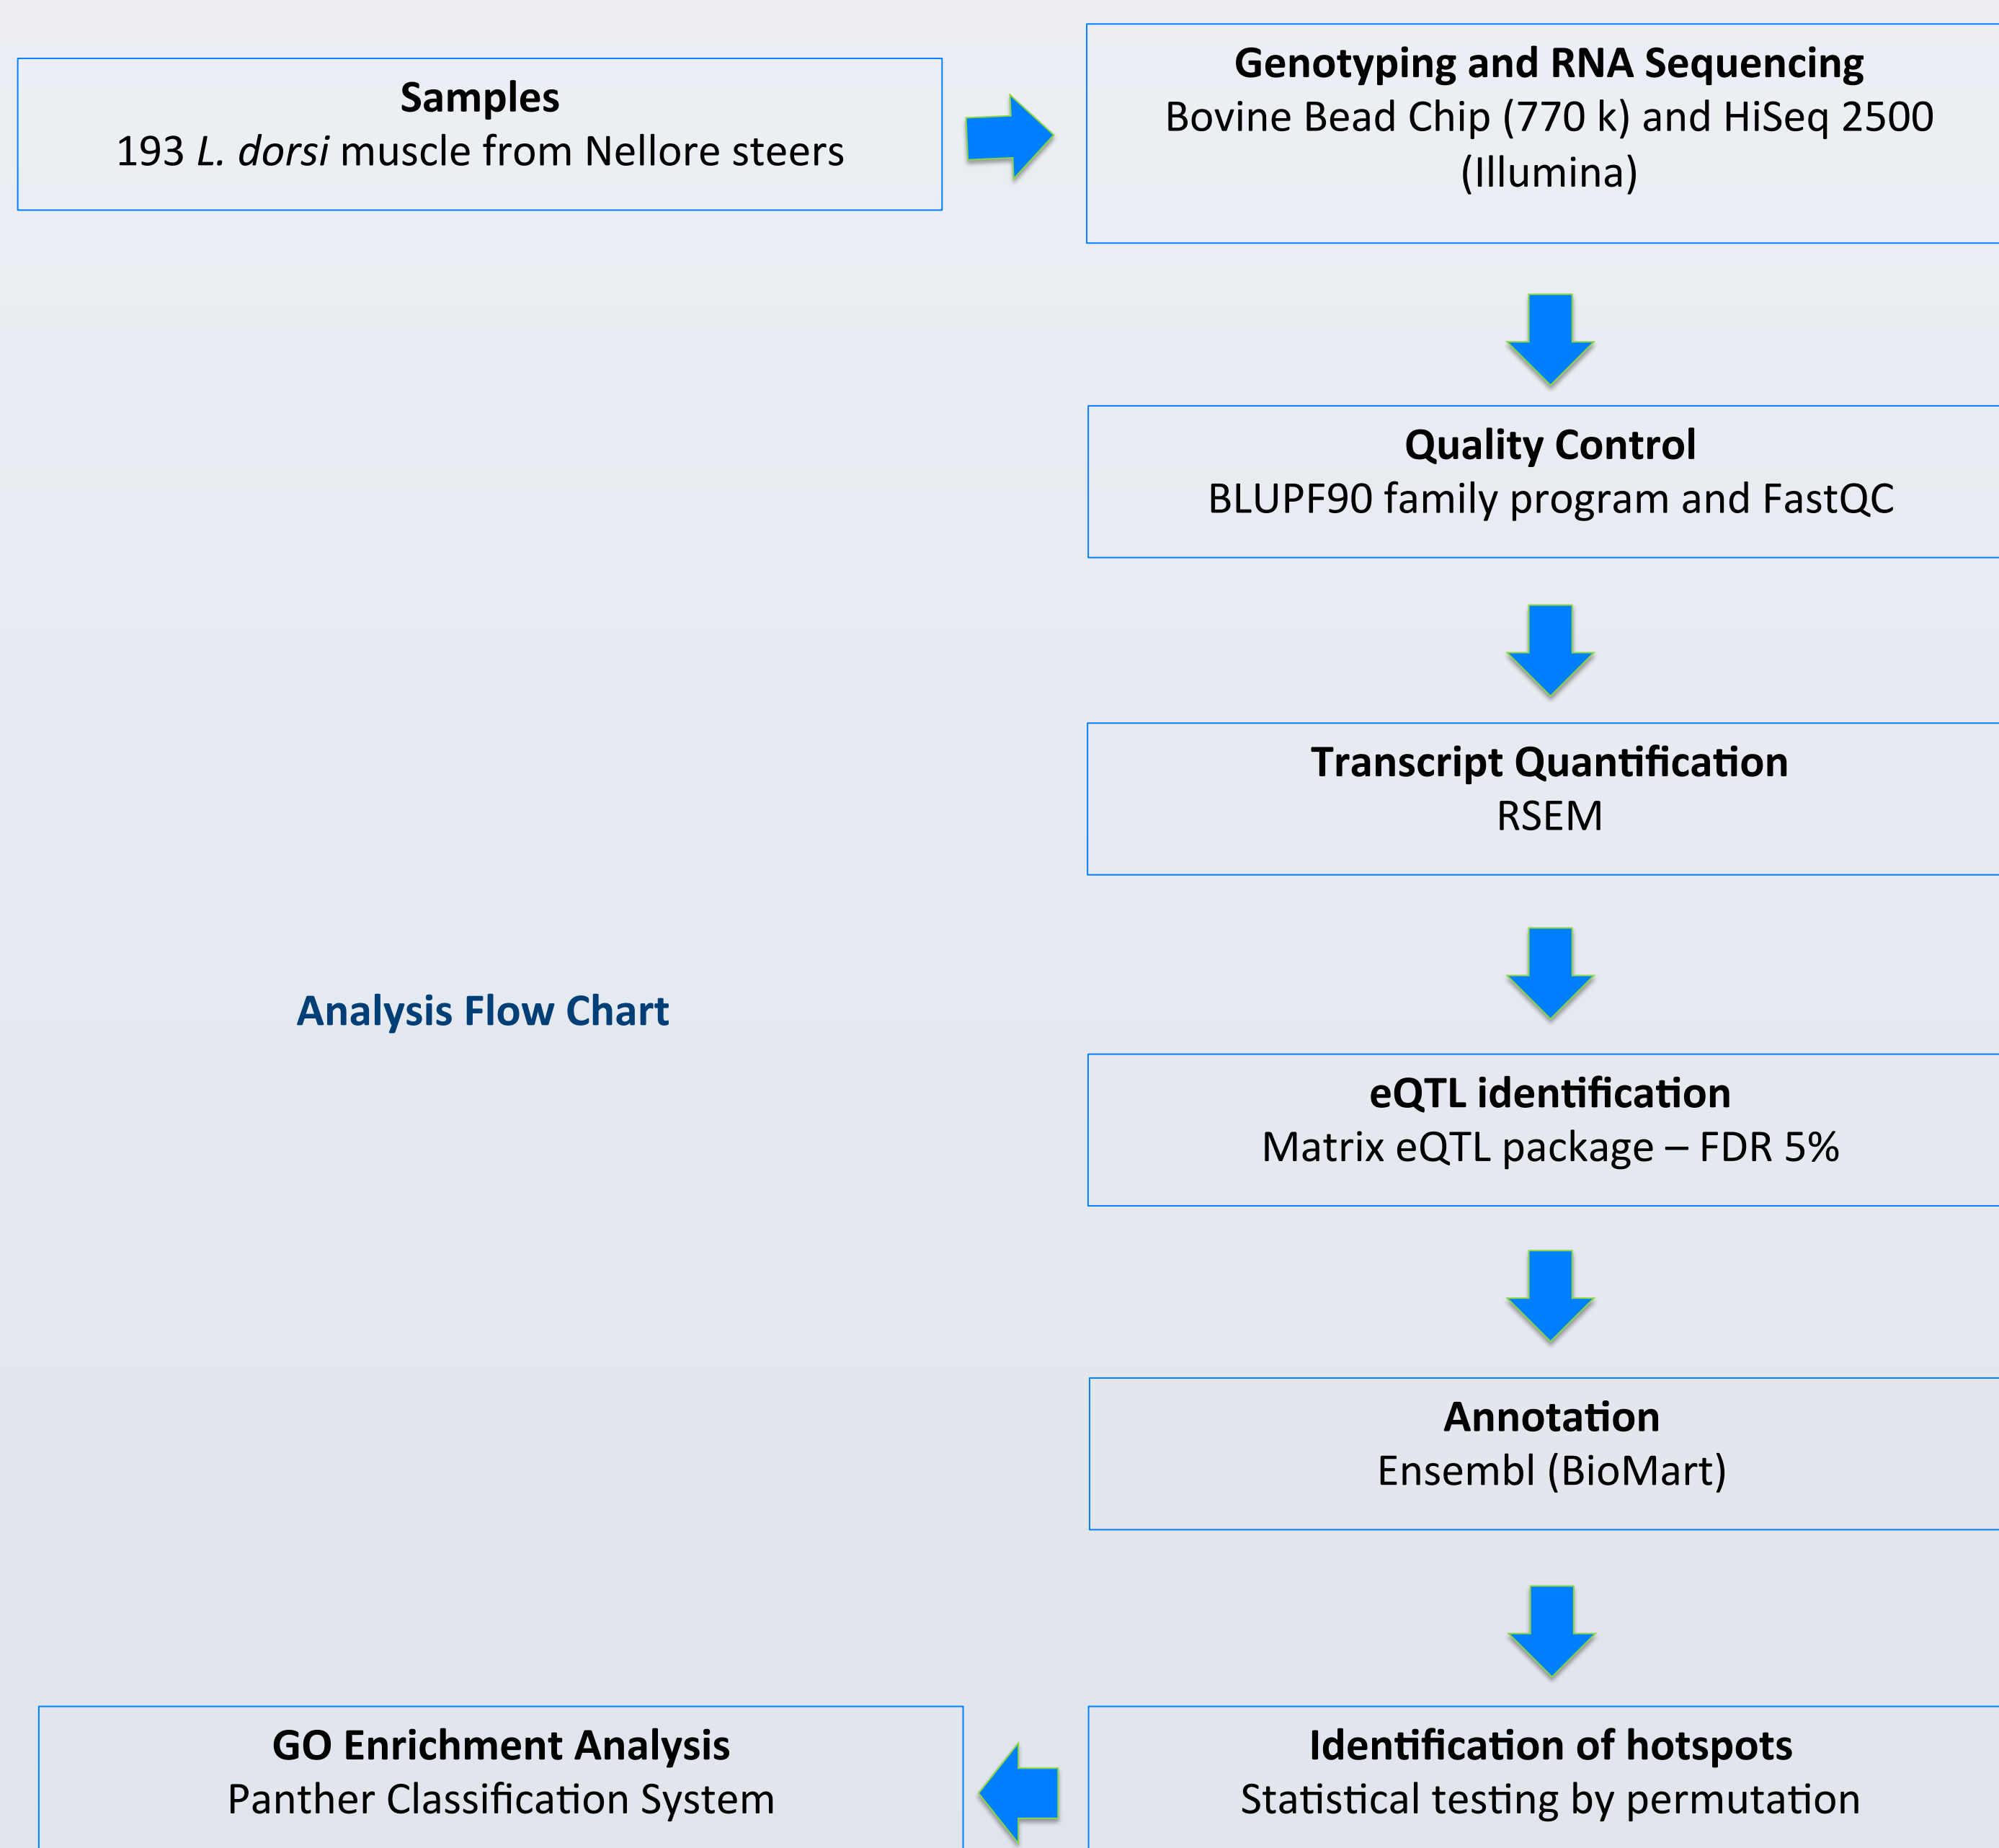 Samples
193 L. dorsi muscle from Nellore steers
Genotyping and RNA Sequencing
Bovine Bead Chip (770 k) and HiSeq 2500
(Illumina)
Quality Control
BLUPF90 family program and FastQC
Transcript Quantification
RSEM
Analysis Flow Chart
eQTL identification
Matrix eQTL package – FDR 5%
Annotation
Ensembl (BioMart)
Identification of hotspots
Statistical testing by permutation
GO Enrichment Analysis
Panther Classification System